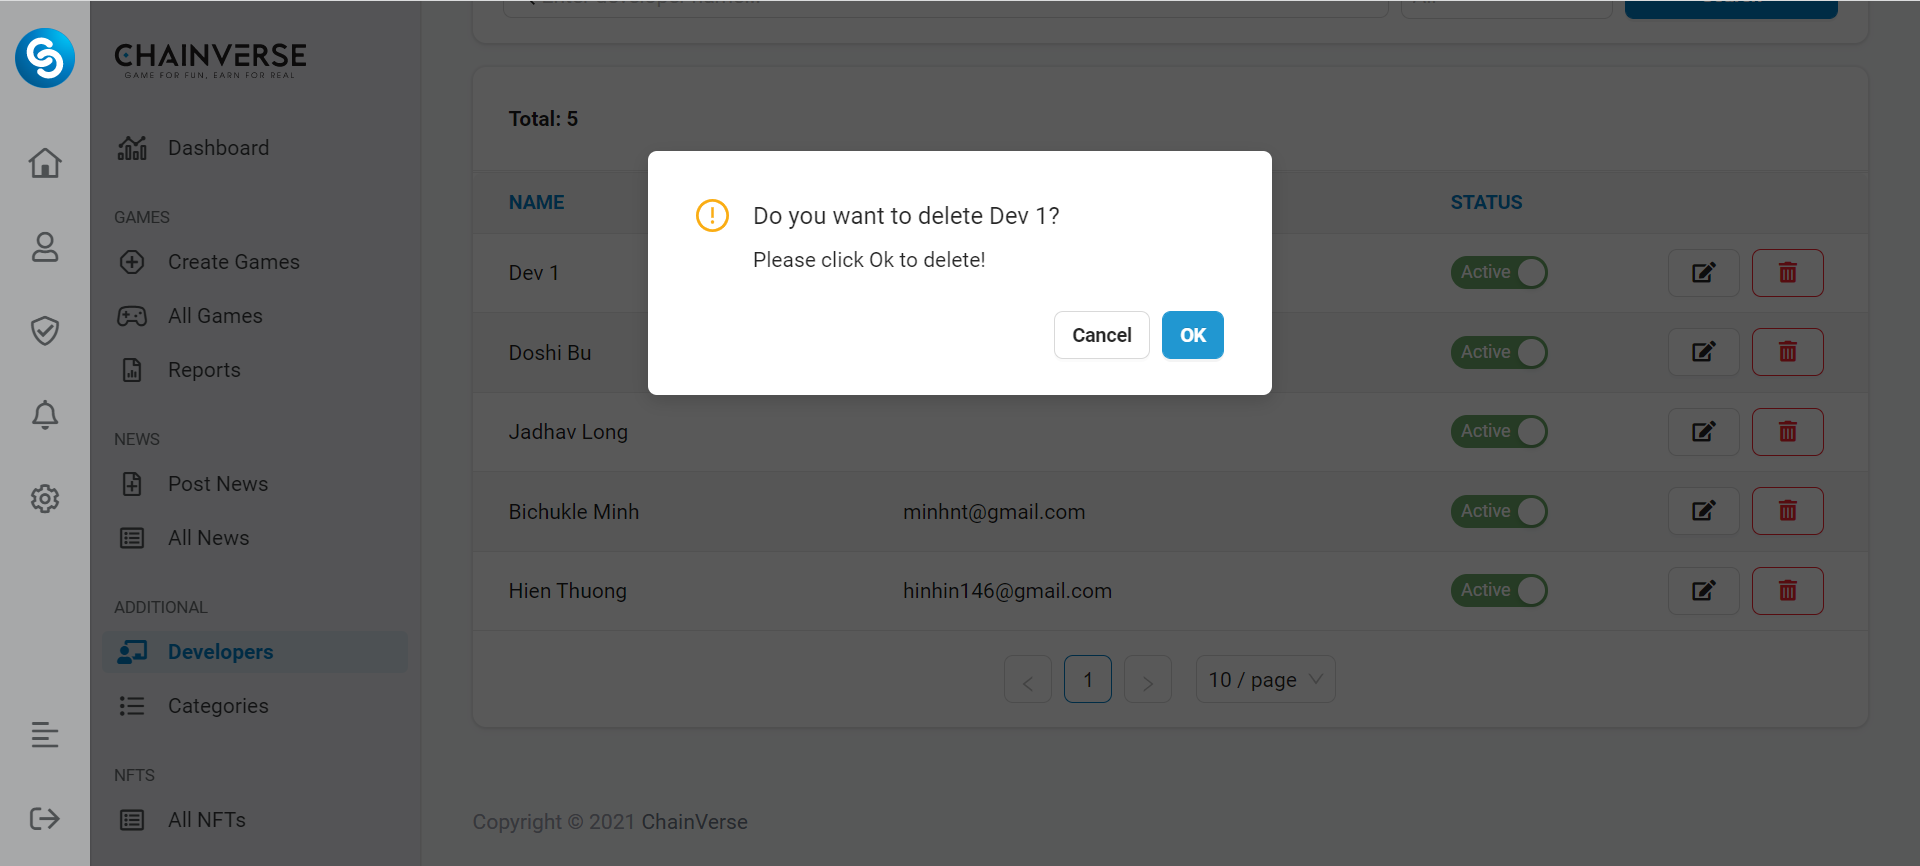 CHAINVERSE
GAME FOR FUN, EARN FOR REAL
Dashboard
GAMES
Create Games
All Games
Reports
NEWS
Post News
All News
ADDITIONAL
Developers
Categories
NFTS
All NFTs
Total: 5
NAME
STATUS
Dev 1
Active
Doshi Bu
Active
Jadhav Long
Active
Bichukle Minh
minhnt@gmail.com
Active
Hien Thuong
hinhin146@gmail.com
Active
Do you want to delete Dev 1?
Please click Ok to delete!
Cancel
OK
< 1 > 10 / page
Copyright © 2021 ChainVerse